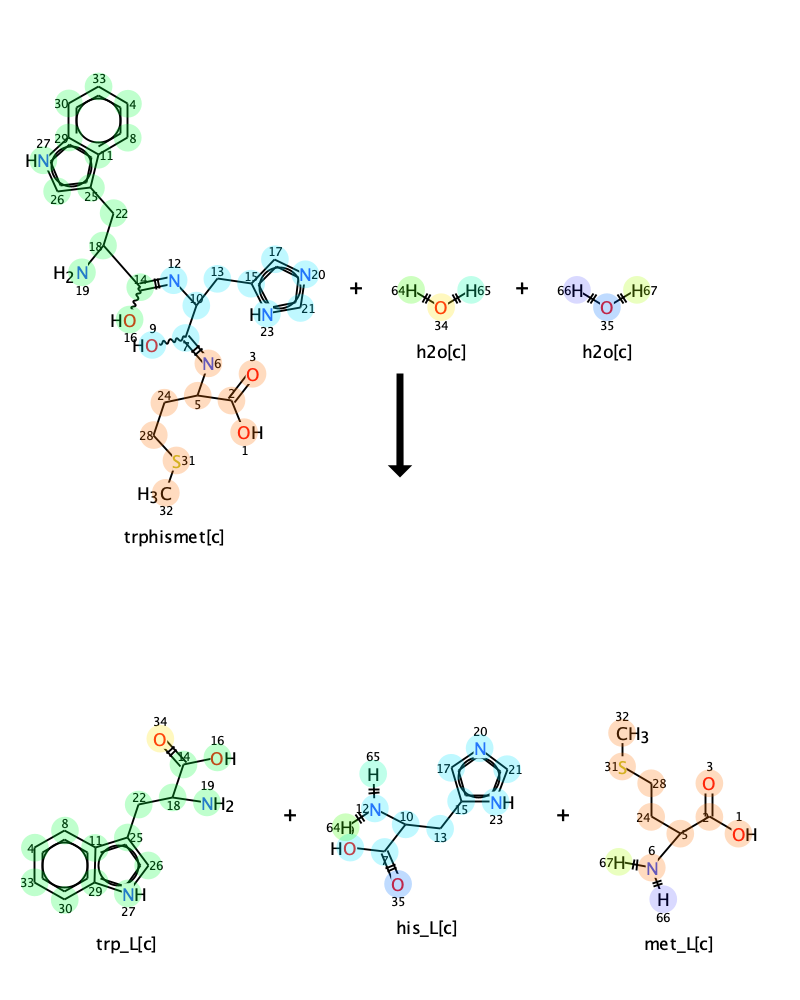 33
30 4
29 8
27
HN 11
26 25
22
18
H2N 14 12 13 17
19 N 15 N20
10 HN 21
HO 23
16
9
HO 7 N6
3
O
24 5 2
28 OH
1
S31
H3C
32
trphismet[c]
+
64H H65
O
34
h2o[c]
+
66H H67
O
35
h2o[c]
34
O 16
14 OH
19
22 18 NH2
8 25
4 11 26
33 29 NH
30 27
trp_L[c]
+
65
H
20
N
17 21
12N 10 15 NH
64H 13 23
9
HO 7
O
35
his_L[c]
+
32
CH3
31S 28
3
O
24 2 1
5 OH
6
67H N
H
66
met_L[c]